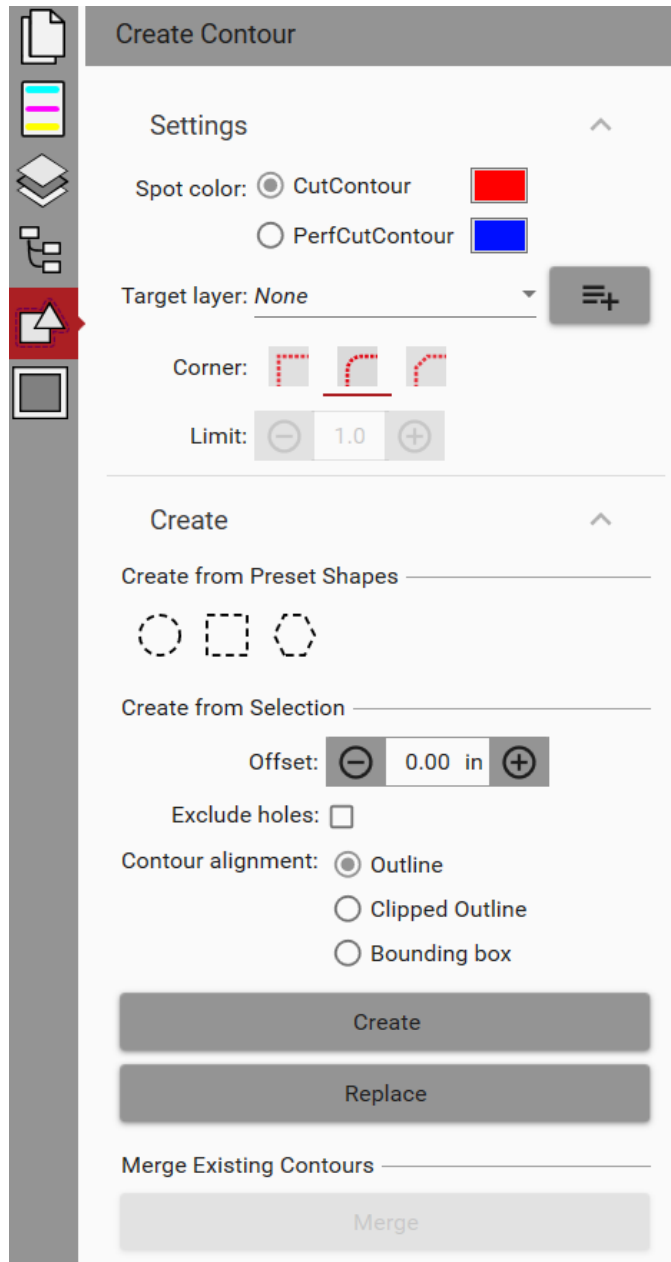 Create Contour
Settings
Spot color: CutContour
PerfCutContour
Target layer: None
Corner:
Limit: 1.0
Create
Create from Preset Shapes
Create from Selection
Offset: 0.00 in
Exclude holes:
Contour alignment: Outline
Clipped Outline
Bounding box
Create
Replace
Merge Existing Contours
Merge